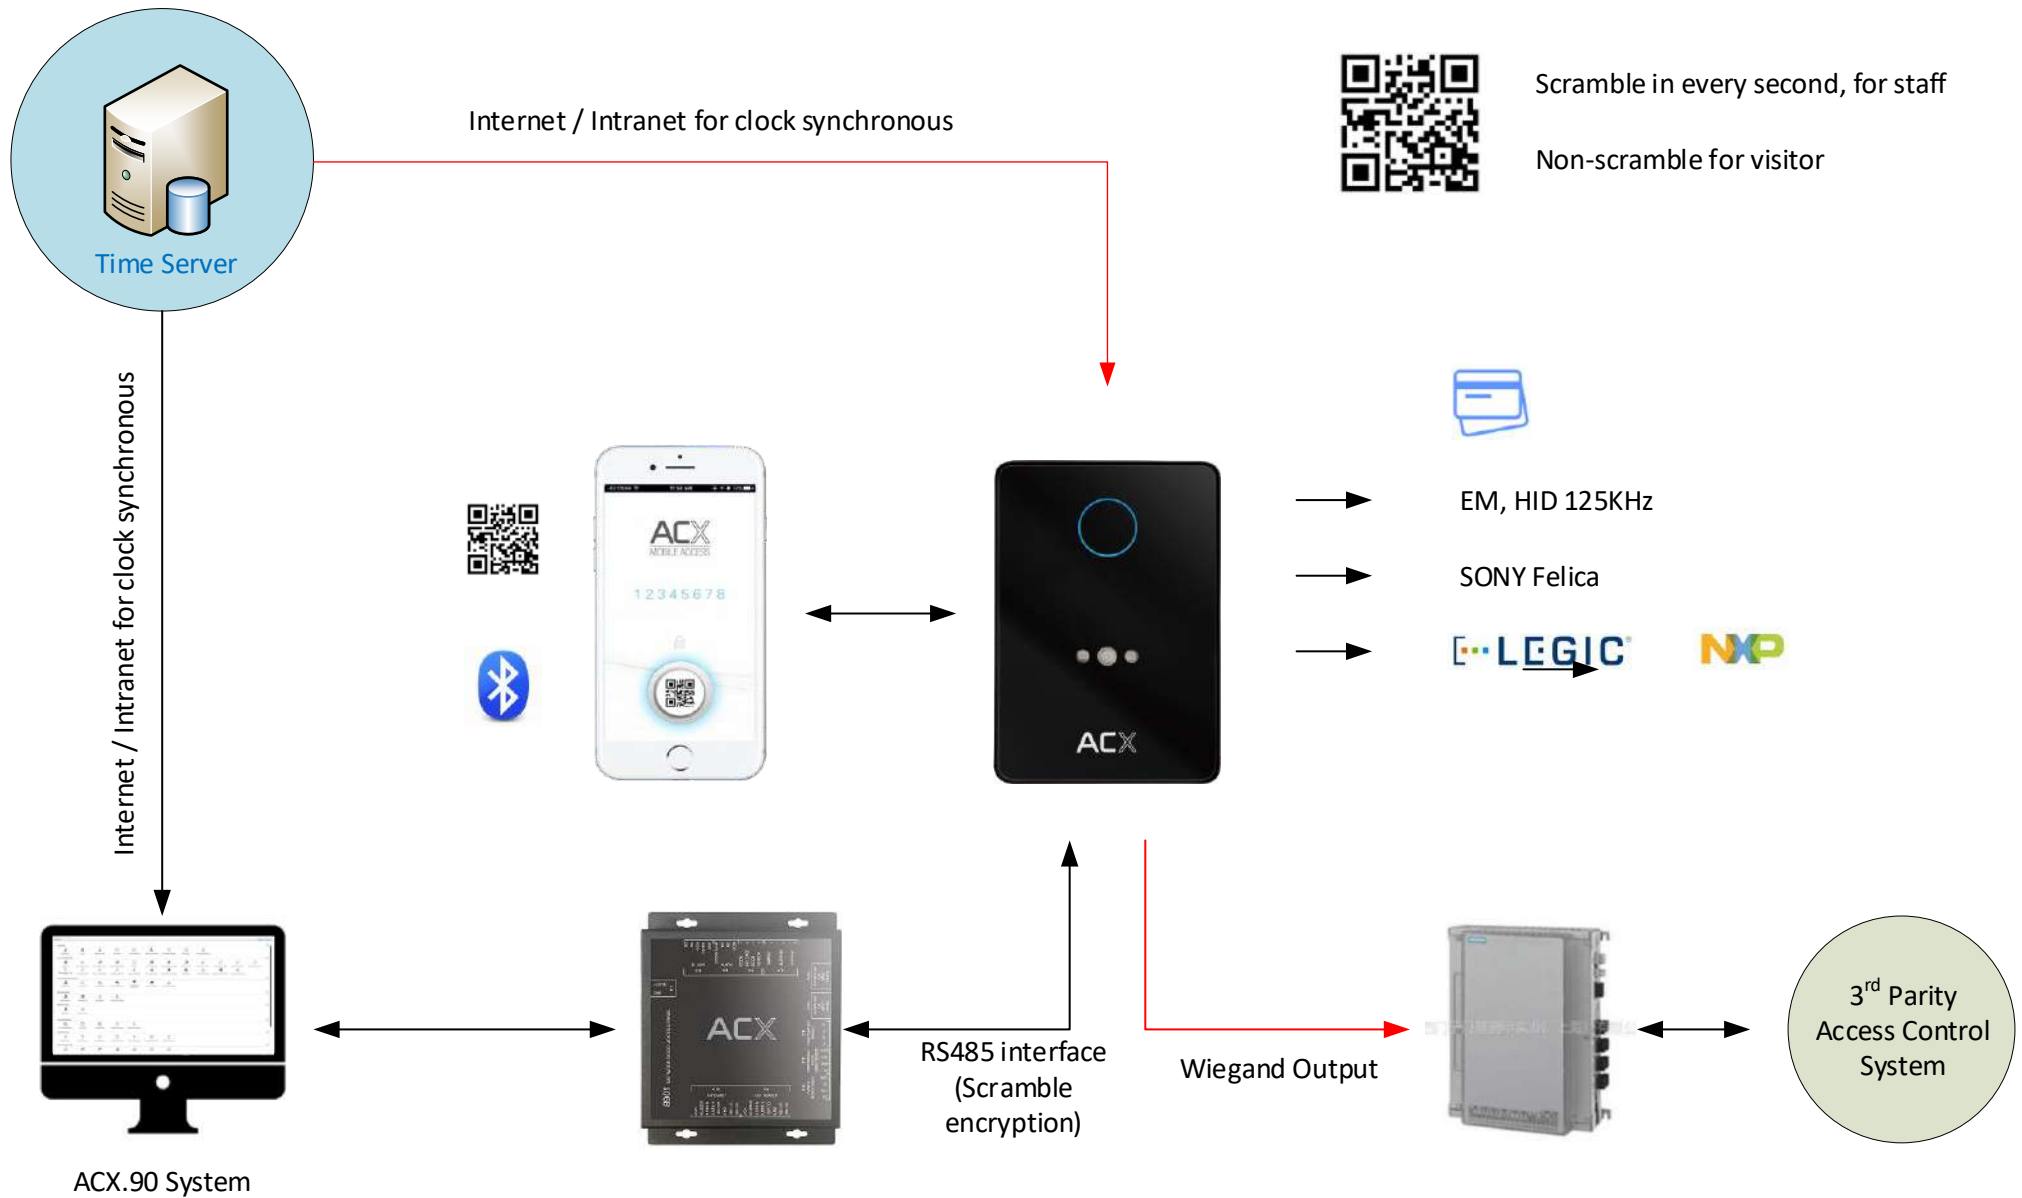 Internet / Intranet for clock synchronous
Scramble in every second, for staff
Non-scramble for visitor
Time Server
Internet / Intranet for clock synchronous
ACX
MOBILE ACCESS
12345678
ACX
EM, HID 125KHz
SONY Felica
LEGIC
NXP
ACX
RS485 interface
(Scramble
encryption)
Wiegand Output
3rd Parity
Access Control
System
ACX.90 System